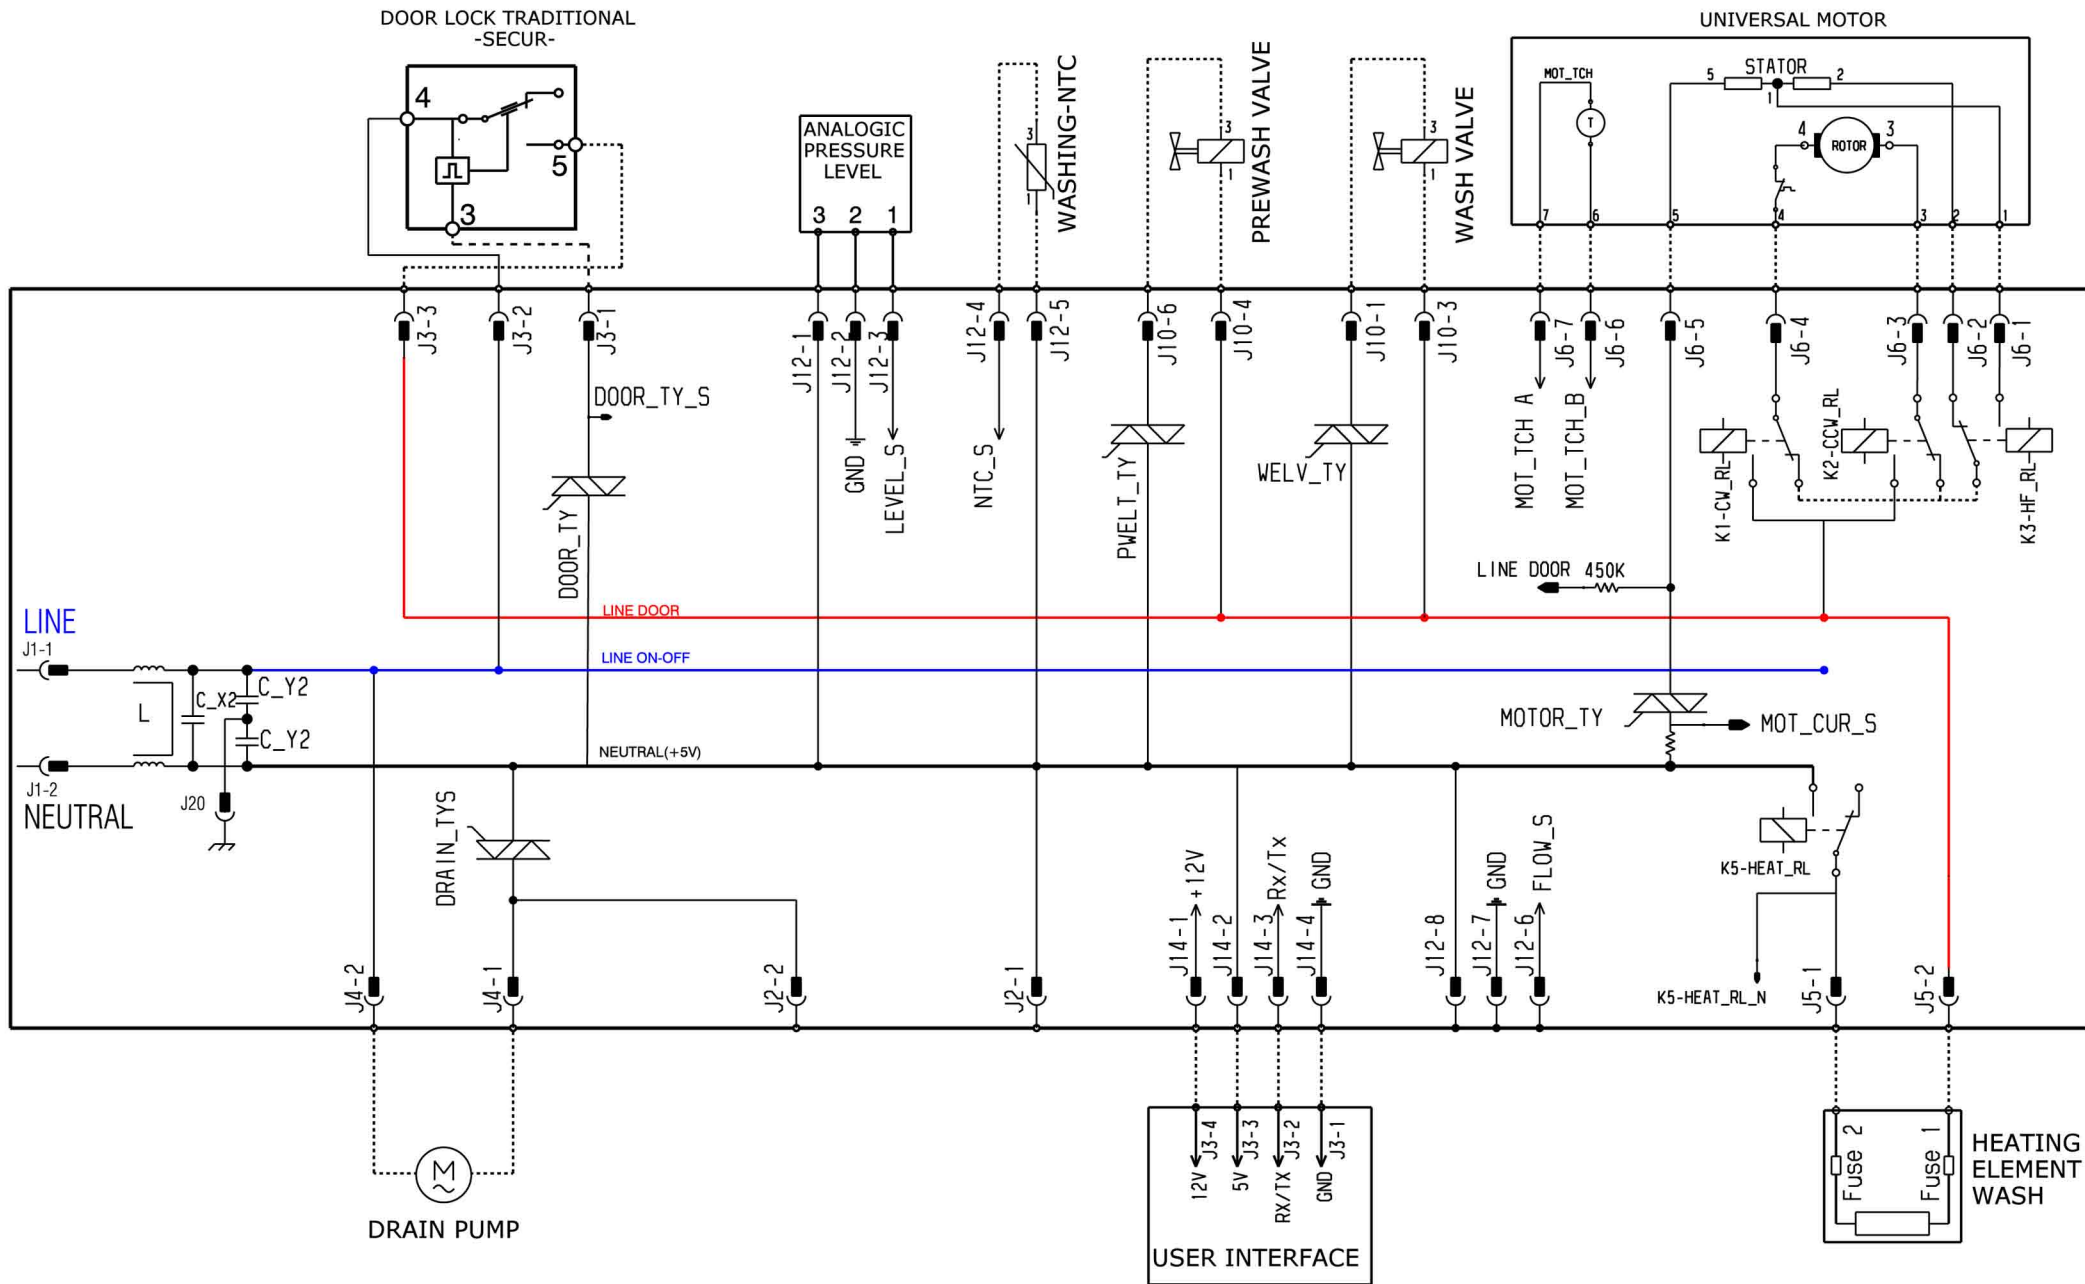 DOOR LOCK TRADITIONAL
-SECUR-
4
5
3
ANALOGIC
PRESSURE
LEVEL
3 2 1
WASHING-NTC
3
1
PREWASH VALVE
3
1
WASH VALVE
3
1
UNIVERSAL MOTOR
MOT_TCH
T
5 STATOR 2
1
4 ROTOR 3
7 6 5 4 3 2 1
J3-3
J3-2
J3-1
J12-1
J12-2
J12-3
J12-4
J12-5
J10-6
J10-4
J10-1
J10-3
J6-7
J6-6
J6-5
J6-4
J6-3
J6-2
J6-1
DOOR_TY_S
DOOR_TY
GND
LEVEL_S
NTC_S
PWELT_TY
WELV_TY
MOT_TCH A
MOT_TCH_B
K1-CW_RL
K2-CCW_RL
K3-HF_RL
LINE DOOR 450K
LINE DOOR
LINE
J1-1
LINE ON-OFF
L
C_X2
C_Y2
C_Y2
MOTOR_TY
MOT_CUR_S
NEUTRAL(+5V)
J1-2
NEUTRAL
J20
DRAIN_TYS
K5-HEAT_RL
K5-HEAT_RL_N
+12V
Rx/Tx
GND
GND
FLOW_S
J4-2
J4-1
J2-2
J2-1
J14-1
J14-2
J14-3
J14-4
J12-8
J12-7
J12-6
J5-1
J5-2
M
DRAIN PUMP
J3-4
J3-3
J3-2
J3-1
12V
5V
RX/TX
GND
USER INTERFACE
Fuse 2
Fuse 1
HEATING
ELEMENT
WASH